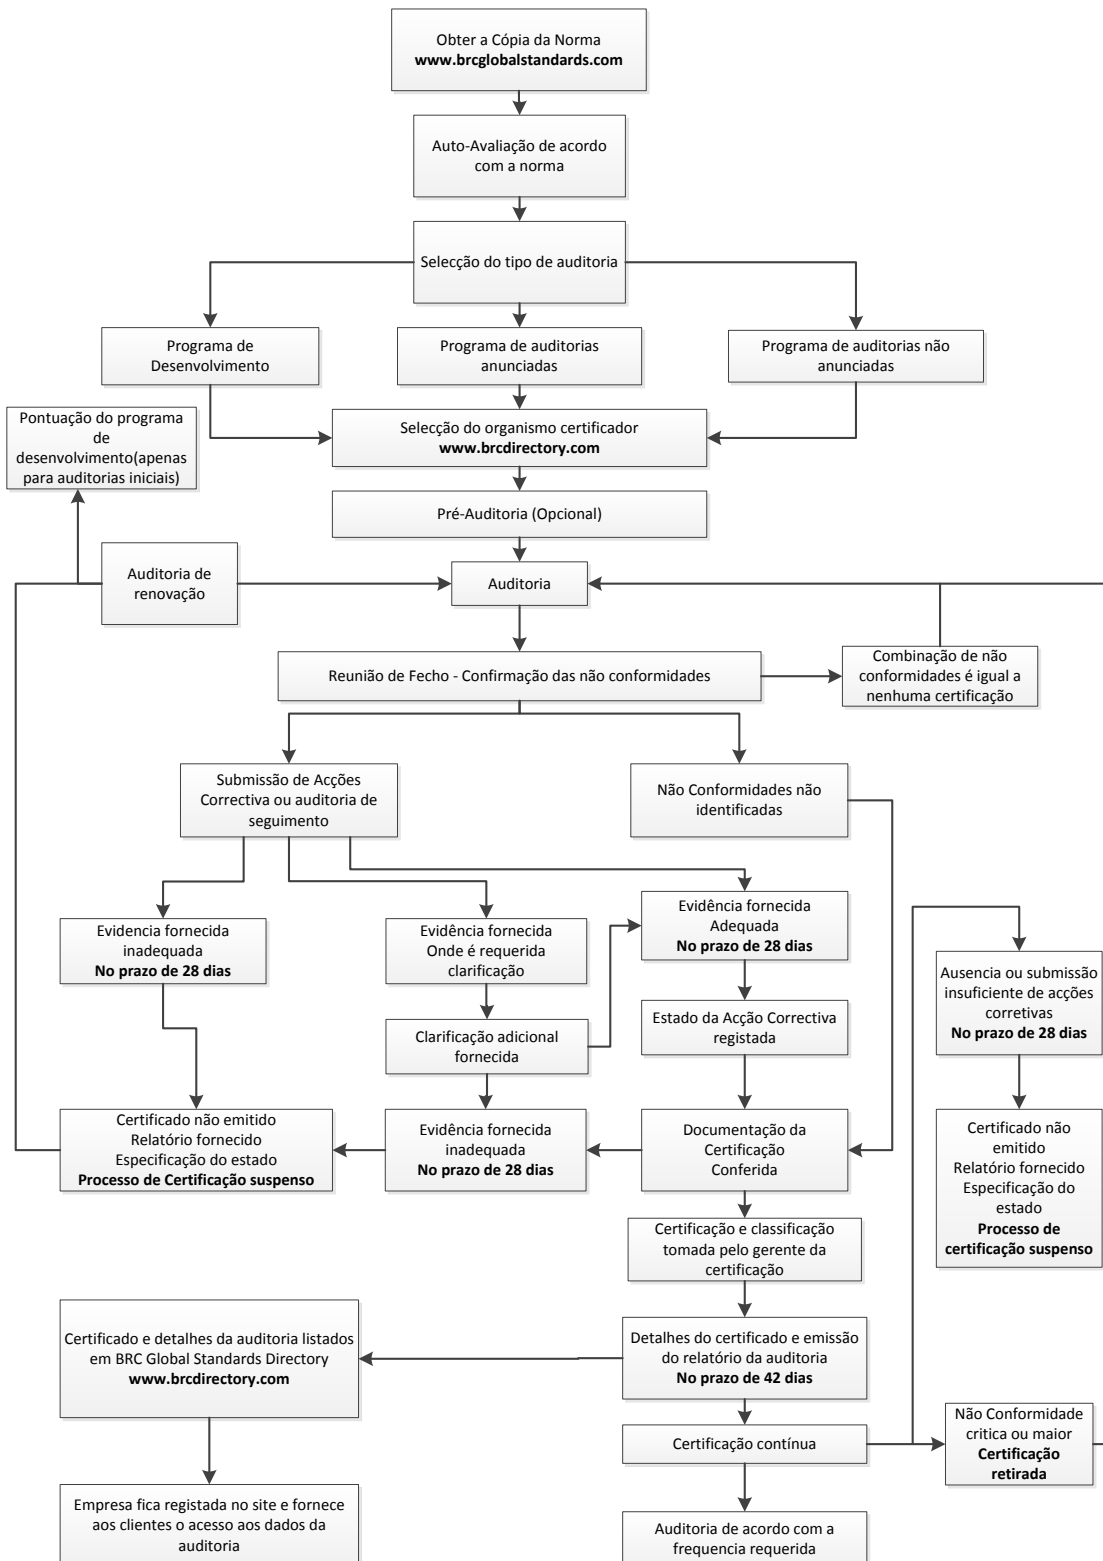 Obter a Cópia da Norma
www.brcglobalstandards.com
Auto-Avaliação de acordo
com a norma
Selecção do tipo de auditoria
Programa de
Desenvolvimento
Programa de auditorias
anunciadas
Programa de auditorias não
anunciadas
Pontuação do programa
de
desenvolvimento(apenas
para auditorias iniciais)
Selecção do organismo certificador
www.brcdirectory.com
Pré-Auditoria (Opcional)
Auditoria de
renovação
Auditoria
Reunião de Fecho - Confirmação das não conformidades
Combinação de não
conformidades é igual a
nenhuma certificação
Submissão de Acções
Correctiva ou auditoria de
seguimento
Não Conformidades não
identificadas
Evidencia fornecida
inadequada
No prazo de 28 dias
Evidência fornecida
Onde é requerida
clarificação
Evidência fornecida
Adequada
No prazo de 28 dias
Ausencia ou submissão
insuficiente de acções
corretivas
No prazo de 28 dias
Clarificação adicional
fornecida
Estado da Acção Correctiva
registada
Certificado não emitido
Relatório fornecido
Especificação do estado
Processo de Certificação suspenso
Evidência fornecida
inadequada
No prazo de 28 dias
Documentação da
Certificação
Conferida
Certificado não
emitido
Relatório fornecido
Especificação do
estado
Processo de
certificação suspenso
Certificação e classificação
tomada pelo gerente da
certificação
Certificado e detalhes da auditoria listados
em BRC Global Standards Directory
www.brcdirectory.com
Detalhes do certificado e emissão
do relatório da auditoria
No prazo de 42 dias
Certificação contínua
Não Conformidade
critica ou maior
Certificação
retirada
Empresa fica registada no site e fornece
aos clientes o acesso aos dados da
auditoria
Auditoria de acordo com a
frequencia requerida